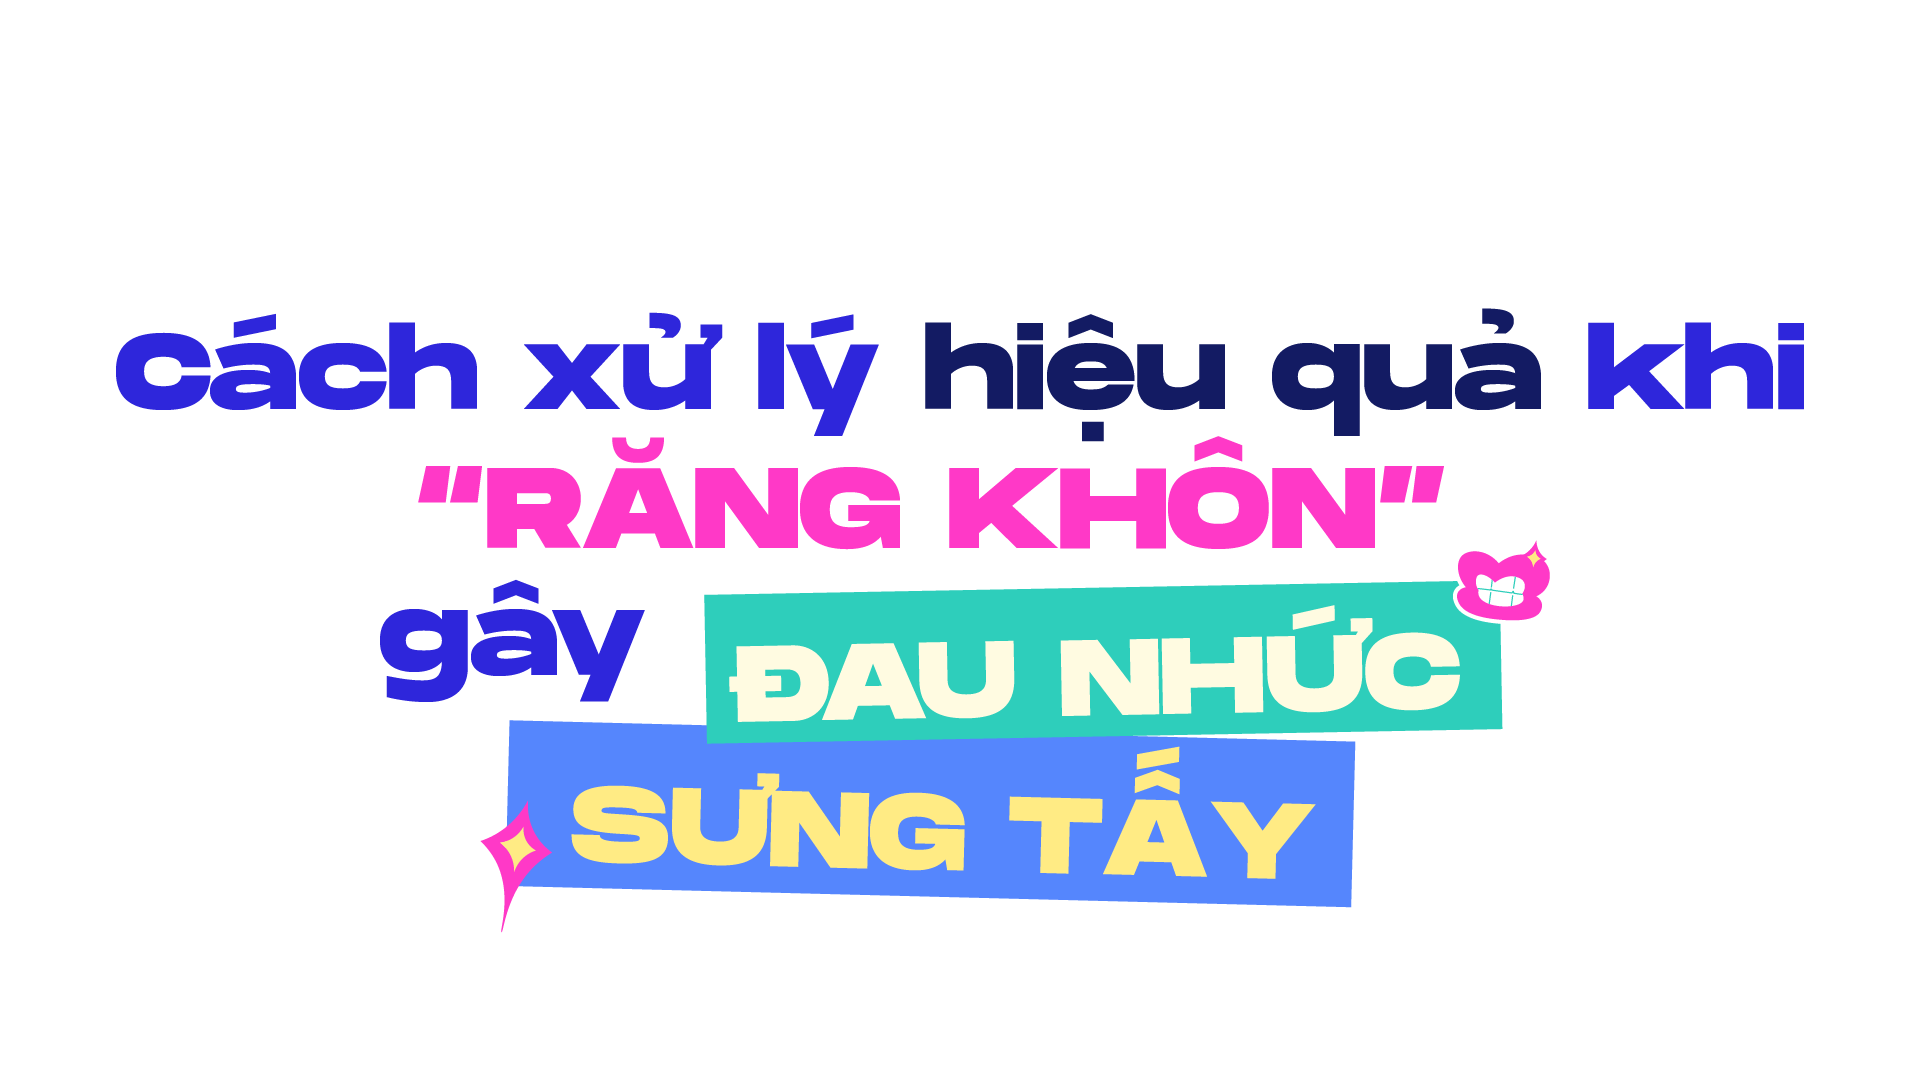 Cách xử lý hiệu quả khi
"RĂNG KHÔN"
gây ĐAU NHỨC
SƯNG TẤY